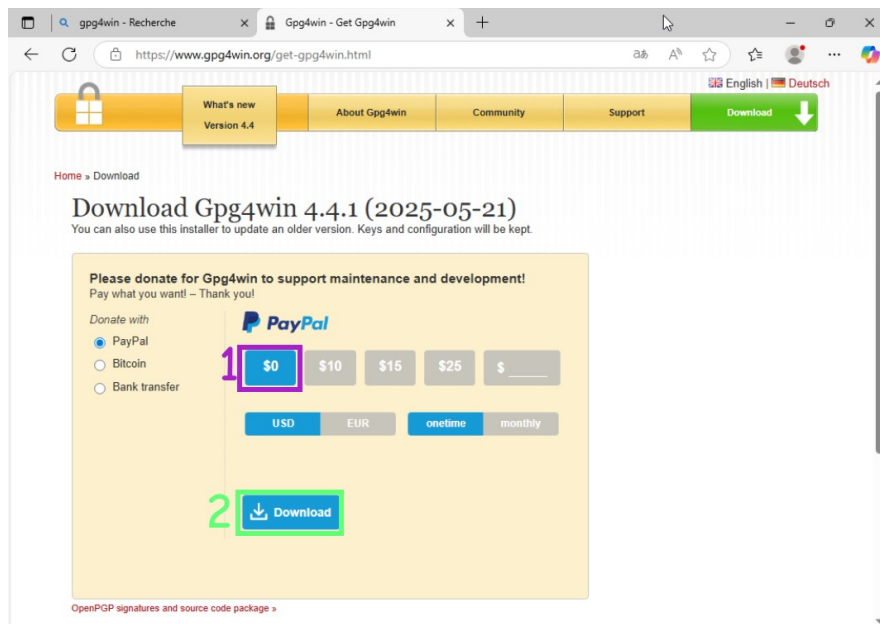 gpg4win - Recherche
Gpg4win - Get Gpg4win
https://www.gpg4win.org/get-gpg4win.html
English | Deutsch
What's new
Version 4.4
About Gpg4win
Community
Support
Download
Home » Download
Download Gpg4win 4.4.1 (2025-05-21)
You can also use this installer to update an older version. Keys and configuration will be kept.
Please donate for Gpg4win to support maintenance and development!
Pay what you want! – Thank you!
Donate with
PayPal
PayPal
Bitcoin
Bank transfer
1
$0 $10 $15 $25 $ _____
USD EUR onetime monthly
2
Download
OpenPGP signatures and source code package »